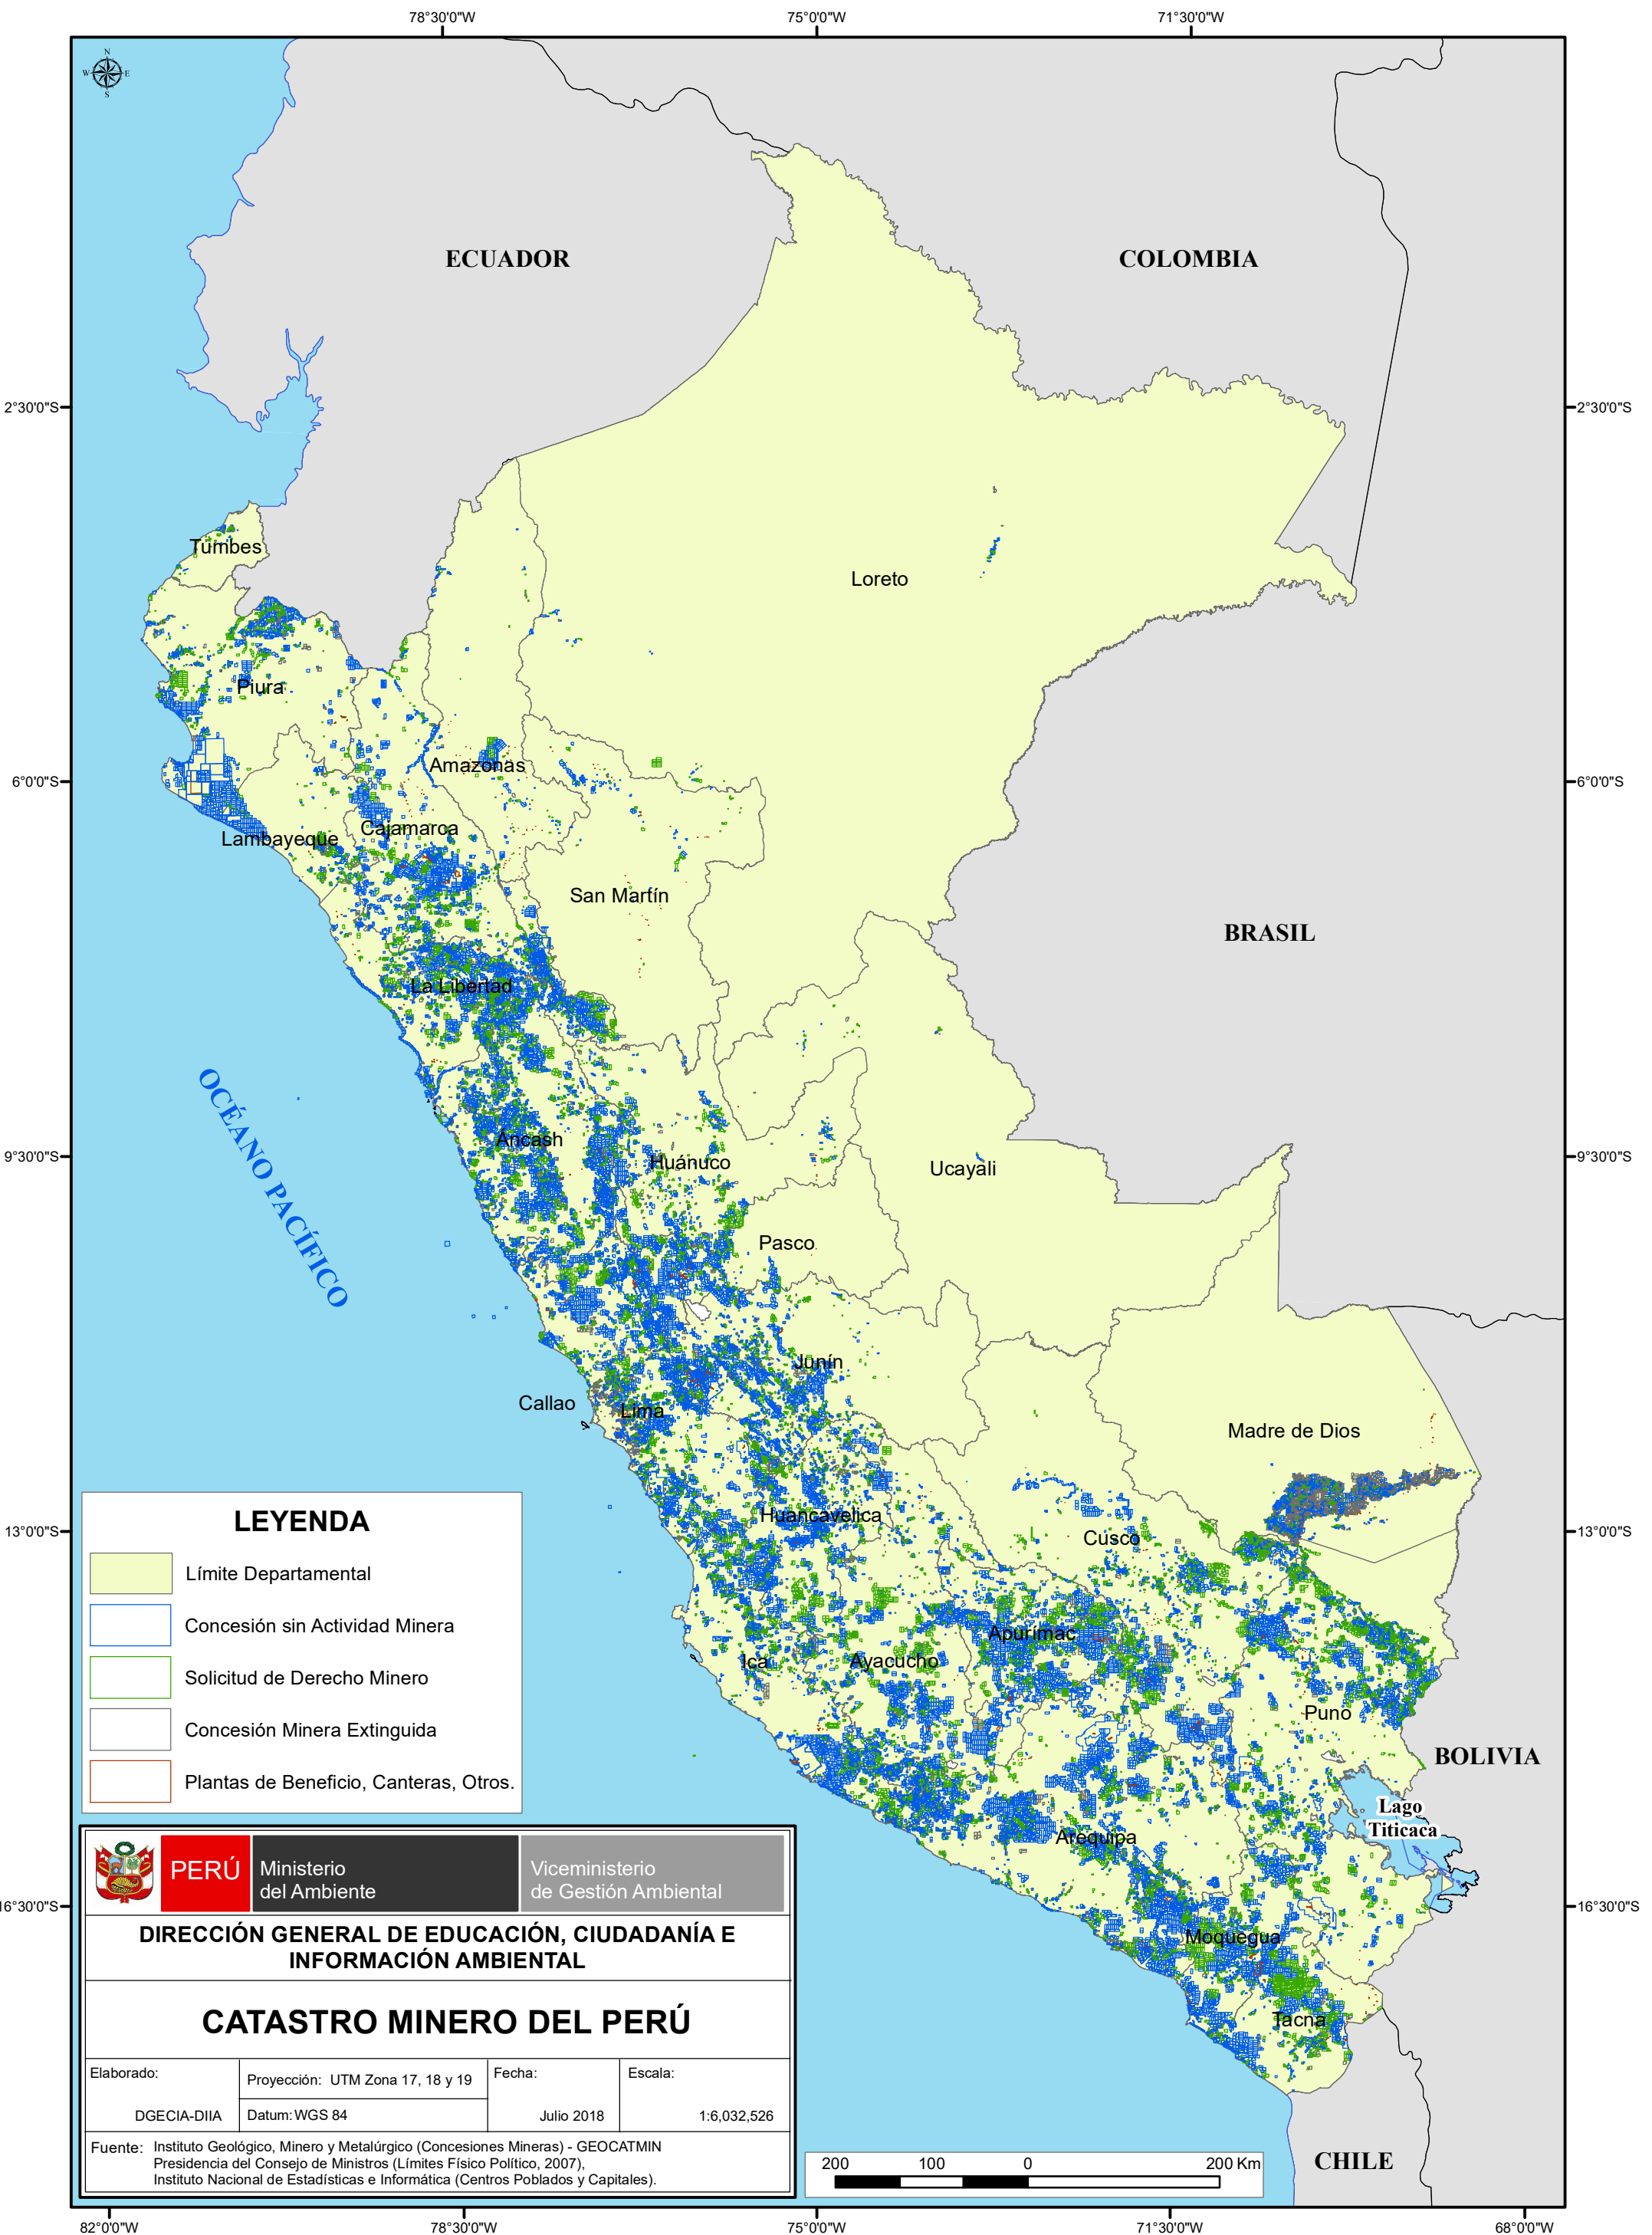 78°30'0"W
75°0'0"W
71°30'0"W
N
W
E
S
ECUADOR
COLOMBIA
2°30'0"S
2°30'0"S
Tumbes
Loreto
Piura
Amazonas
6°0'0"S
6°0'0"S
Cajamarca
Lambayeque
San Marfín
BRASIL
La Libertad
OCÉANO PACÍFICO
Áncash
9°30'0"S
9°30'0"S
Huánuco
Ucayali
Pasco
Junín
Callao
Lima
Madre de Dios
Huancavelica
13°0'0"S
13°0'0"S
Cusco
Apurímac
Ica
Ayacucho
Puno
BOLIVIA
Lago
Titicaca
Arequipa
16°30'0"S
16°30'0"S
Moquegua
Tacna
CHILE
LEYENDA
Límite Departamental
Concesión sin Actividad Minera
Solicitud de Derecho Minero
Concesión Minera Extinguida
Plantas de Beneficio, Canteras, Otros.
PERÚ
Ministerio
del Ambiente
Viceministerio
de Gestión Ambiental
DIRECCIÓN GENERAL DE EDUCACIÓN, CIUDADANÍA E
INFORMACIÓN AMBIENTAL
CATASTRO MINERO DEL PERÚ
Elaborado:
DGECIA-DIIA
Proyección: UTM Zona 17, 18 y 19
Datum: WGS 84
Fecha:
Julio 2018
Escala:
1:6,032,526
Fuente: Instituto Geológico, Minero y Metalúrgico (Concesiones Mineras) - GEOCATMIN
Presidencia del Consejo de Ministros (Límites Físico Político, 2007),
Instituto Nacional de Estadísticas e Informática (Centros Poblados y Capitales).
200 100 0 200 Km
82°0'0"W
78°30'0"W
75°0'0"W
71°30'0"W
68°0'0"W